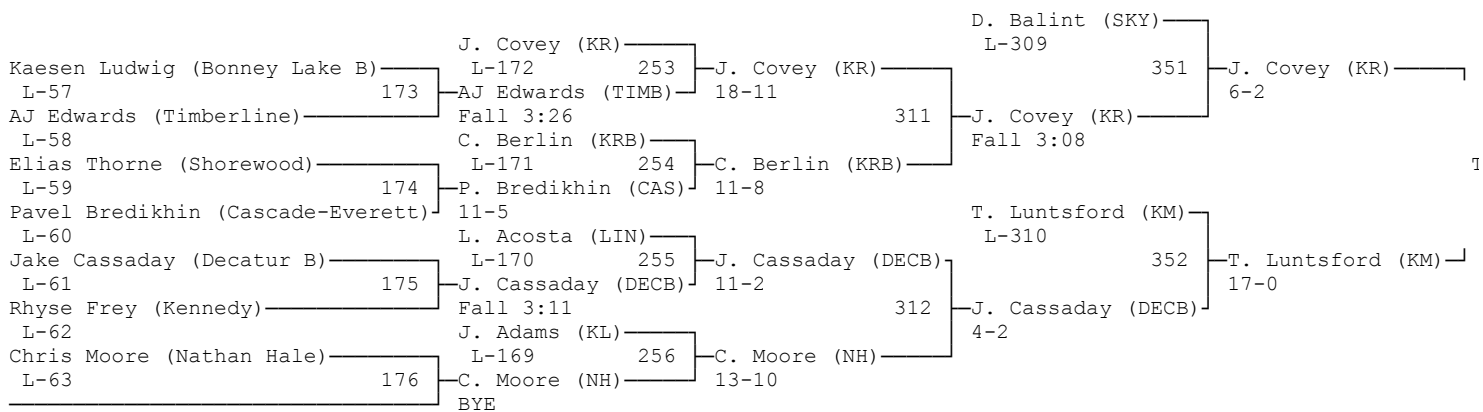 D. Balint (SKY)
J. Covey (KR) L-309
Kaesen Ludwig (Bonney Lake B) L-172 253 J. Covey (KR) 351 J. Covey (KR)
L-57 173 AJ Edwards (TIMB) 18-11 6-2
AJ Edwards (Timberline) Fall 3:26 311 J. Covey (KR)
L-58 C. Berlin (KRB) Fall 3:08
Elias Thorne (Shorewood) L-171 254 C. Berlin (KRB) T
L-59 174 P. Bredikhin (CAS) 11-8
Pavel Bredikhin (Cascade-Everett) 11-5 T. Luntsford (KM)
L-60 L. Acosta (LIN) L-310
Jake Cassaday (Decatur B) L-170 255 J. Cassaday (DECB) 352 T. Luntsford (KM)
L-61 175 J. Cassaday (DECB) 11-2 17-0
Rhyse Frey (Kennedy) Fall 3:11 312 J. Cassaday (DECB)
L-62 J. Adams (KL) 4-2
Chris Moore (Nathan Hale) L-169 256 C. Moore (NH)
L-63 176 C. Moore (NH) 13-10
BYE